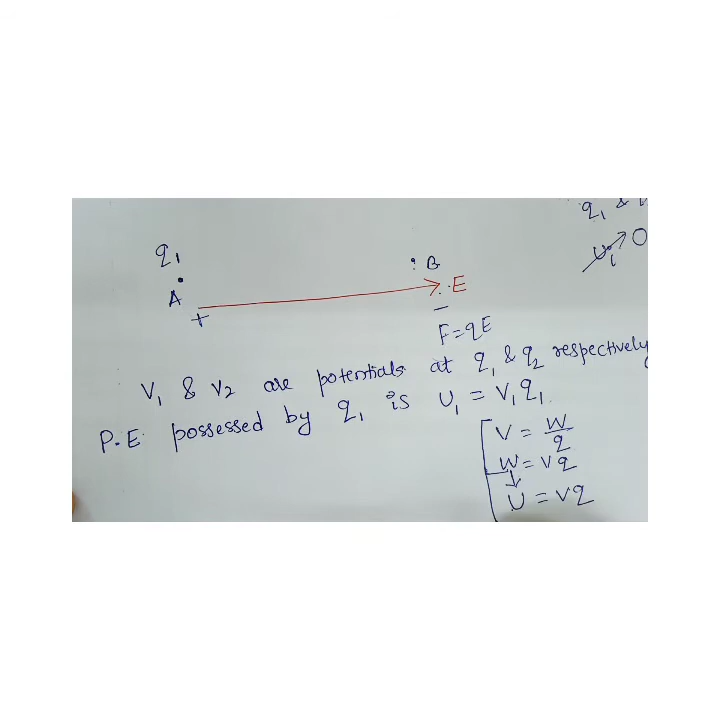 q₁ &
q₁
Uᵢ O
: B
A
E
+ −
F=qE
V₁ & V₂ are potentials at q₁ & q₂ respectively
P.E possessed by q₁ is U₁ = V₁q₁
V = W/q
W = Vq
↓
U = Vq